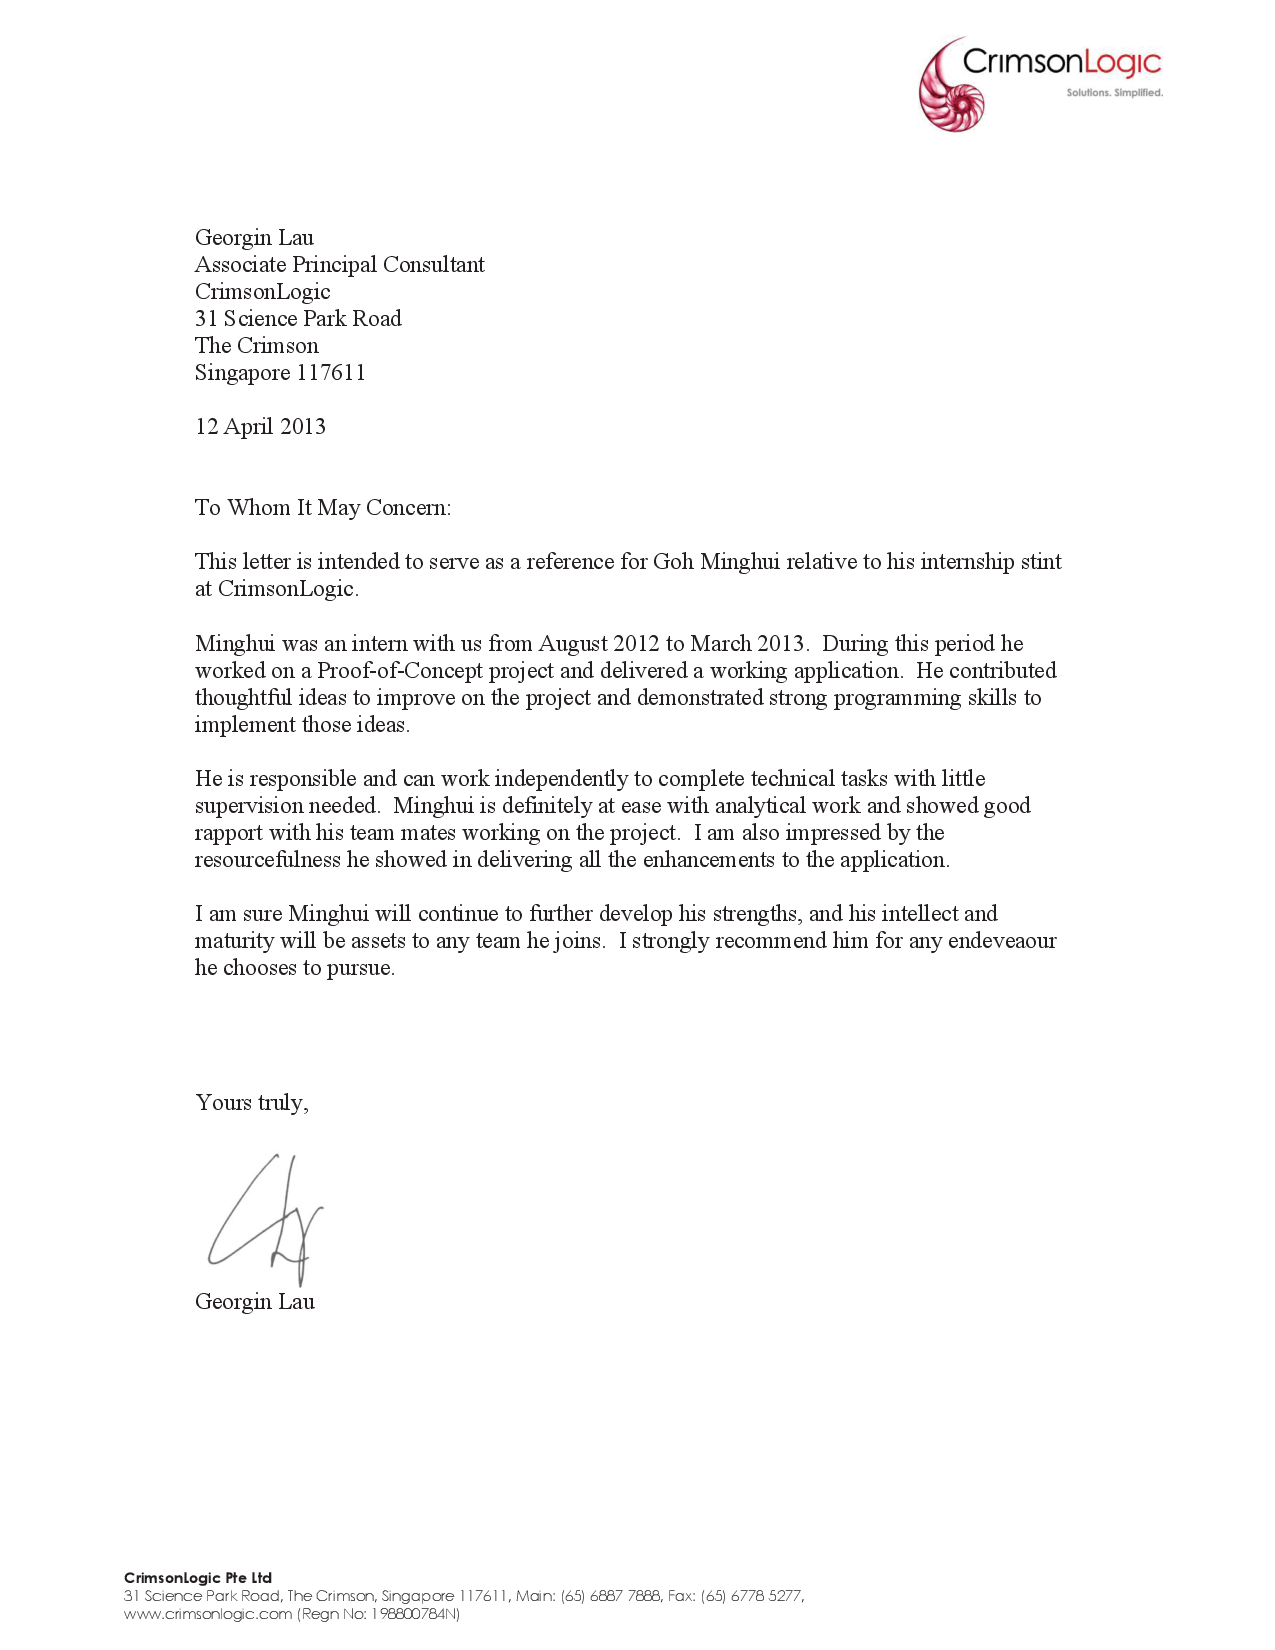 CrimsonLogic
Solutions. Simplified.
Georgin Lau
Associate Principal Consultant
CrimsonLogic
31 Science Park Road
The Crimson
Singapore 117611
12 April 2013
To Whom It May Concern:
This letter is intended to serve as a reference for Goh Minghui relative to his internship stint
at CrimsonLogic.
Minghui was an intern with us from August 2012 to March 2013.  During this period he
worked on a Proof-of-Concept project and delivered a working application.  He contributed
thoughtful ideas to improve on the project and demonstrated strong programming skills to
implement those ideas.
He is responsible and can work independently to complete technical tasks with little
supervision needed.  Minghui is definitely at ease with analytical work and showed good
rapport with his team mates working on the project.  I am also impressed by the
resourcefulness he showed in delivering all the enhancements to the application.
I am sure Minghui will continue to further develop his strengths, and his intellect and
maturity will be assets to any team he joins.  I strongly recommend him for any endeveaour
he chooses to pursue.
Yours truly,
Georgin Lau
CrimsonLogic Pte Ltd
31 Science Park Road, The Crimson, Singapore 117611, Main: (65) 6887 7888, Fax: (65) 6778 5277,
www.crimsonlogic.com (Regn No: 198800784N)